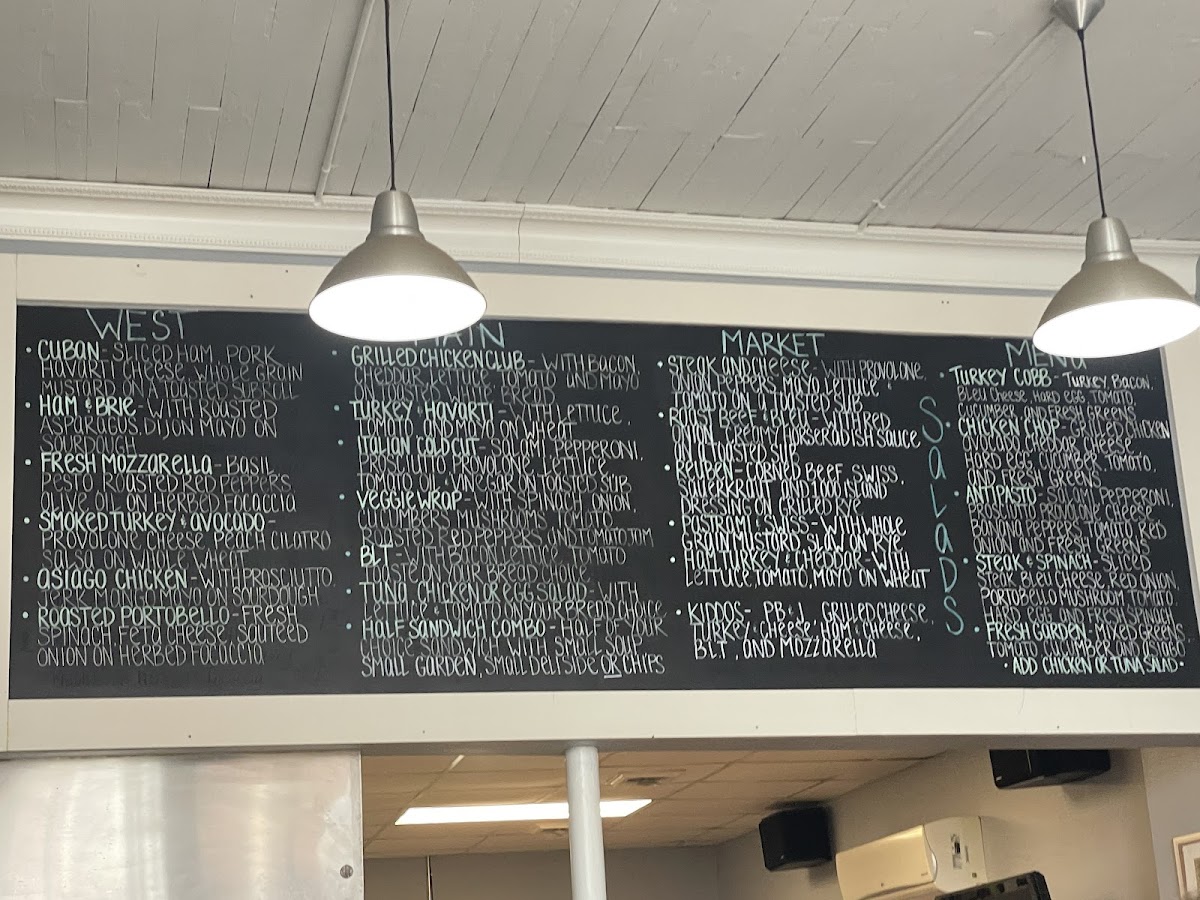 WEST
• CUBAN - SLICED HAM, PORK,
HAVARTI CHEESE, WHOLE GRAIN
MUSTARD ON A TOASTED SUB ROLL
• HAM & BRIE - WITH ROASTED
ASPARAGUS, DIJON MAYO ON
SOURDOUGH
• FRESH MOZZARELLA - BASIL
PESTO, ROASTED RED PEPPERS,
OLIVE OIL ON HERBED FOCACCIA
• SMOKED TURKEY & AVOCADO -
PROVOLONE CHEESE, PEACH CILATRO
SALSA ON WHOLE WHEAT
• ASIAGO CHICKEN - WITH PROSCIUTTO,
MAYO ON SOURDOUGH
• ROASTED PORTOBELLO - FRESH
SPINACH, FETA CHEESE, SAUTEED
ONION ON HERBED FOCACCIA
MAIN
• GRILLED CHICKEN CLUB - WITH BACON,
CHEDDAR, LETTUCE, TOMATO AND MAYO
BREAD
• TURKEY & HAVARTI - WITH LETTUCE,
TOMATO AND MAYO ON WHEAT
• ITALIAN COLD CUT - SALAMI, PEPPERONI,
PROSCIUTTO, PROVOLONE, LETTUCE,
TOMATO OIL & VINEGAR ON TOASTED SUB
• VEGGIE WRAP - WITH SPINACH, ONION,
CUCUMBERS, MUSHROOMS, TOMATO,
ROASTED RED PEPPERS AND TOMATO JAM
• BLT - WITH BACON, LETTUCE, TOMATO
YOUR BREAD CHOICE
• TUNA, CHICKEN OR EGG SALAD - WITH
LETTUCE & TOMATO ON YOUR BREAD CHOICE
• HALF SANDWICH COMBO - HALF YOUR
CHOICE SANDWICH WITH SMALL SOUP,
SMALL GARDEN, SMALL DELI SIDE OR CHIPS
MARKET
• STEAK AND CHEESE - WITH PROVOLONE,
ONION, PEPPERS, MAYO, LETTUCE &
TOMATO ON A TOASTED SUB
• ROAST BEEF & BLEU - WITH RED
ONION, CREAMY HORSERADISH SAUCE
ON TOASTED SUB
• REUBEN - CORNED BEEF, SWISS,
SAUERKRAUT, AND 1000 ISLAND
DRESSING ON GRILLED RYE
• PASTRAMI & SWISS - WITH WHOLE
GRAIN MUSTARD, SLAW ON RYE
• HOT TURKEY & CHEDDAR - WITH
LETTUCE TOMATO, MAYO ON WHEAT
• KIDDOS - PB & J, GRILLED CHEESE,
TURKEY & CHEESE, HAM & CHEESE,
BLT, AND MOZZARELLA
MENU
SALADS
• TURKEY COBB - TURKEY, BACON,
BLEU CHEESE, HARD EGG, TOMATO,
CUCUMBER AND FRESH GREENS
• CHICKEN CHOP - GRILLED CHICKEN
AVOCADO, CHEDDAR CHEESE,
HARD EGG, CUCUMBER, TOMATO,
GREENS
• ANTIPASTO - SALAMI, PEPPERONI,
PROSCIUTTO, PROVOLONE CHEESE,
BANANA PEPPERS, TOMATO, RED
ONION AND FRESH GREENS
• STEAK & SPINACH - SLICED
STEAK, BLEU CHEESE, RED ONION,
PORTOBELLO MUSHROOM, TOMATO,
HARD EGG AND FRESH SPINACH
• FRESH GARDEN - MIXED GREENS,
TOMATO, CUCUMBER, AND ASIAGO
• ADD CHICKEN OR TUNA SALAD •